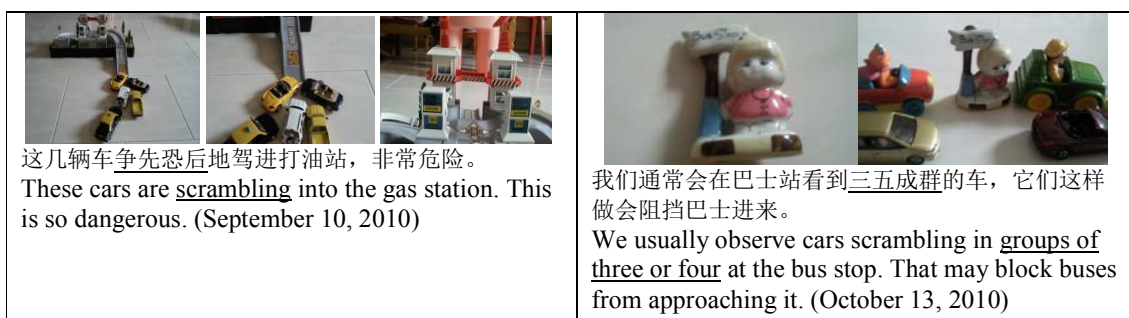 Bus Stop
这几辆车争先恐后地驾进打油站，非常危险。
These cars are scrambling into the gas station. This
is so dangerous. (September 10, 2010)
我们通常会在巴士站看到三五成群的车，它们这样
做会阻挡巴士进来。
We usually observe cars scrambling in groups of
three or four at the bus stop. That may block buses
from approaching it. (October 13, 2010)